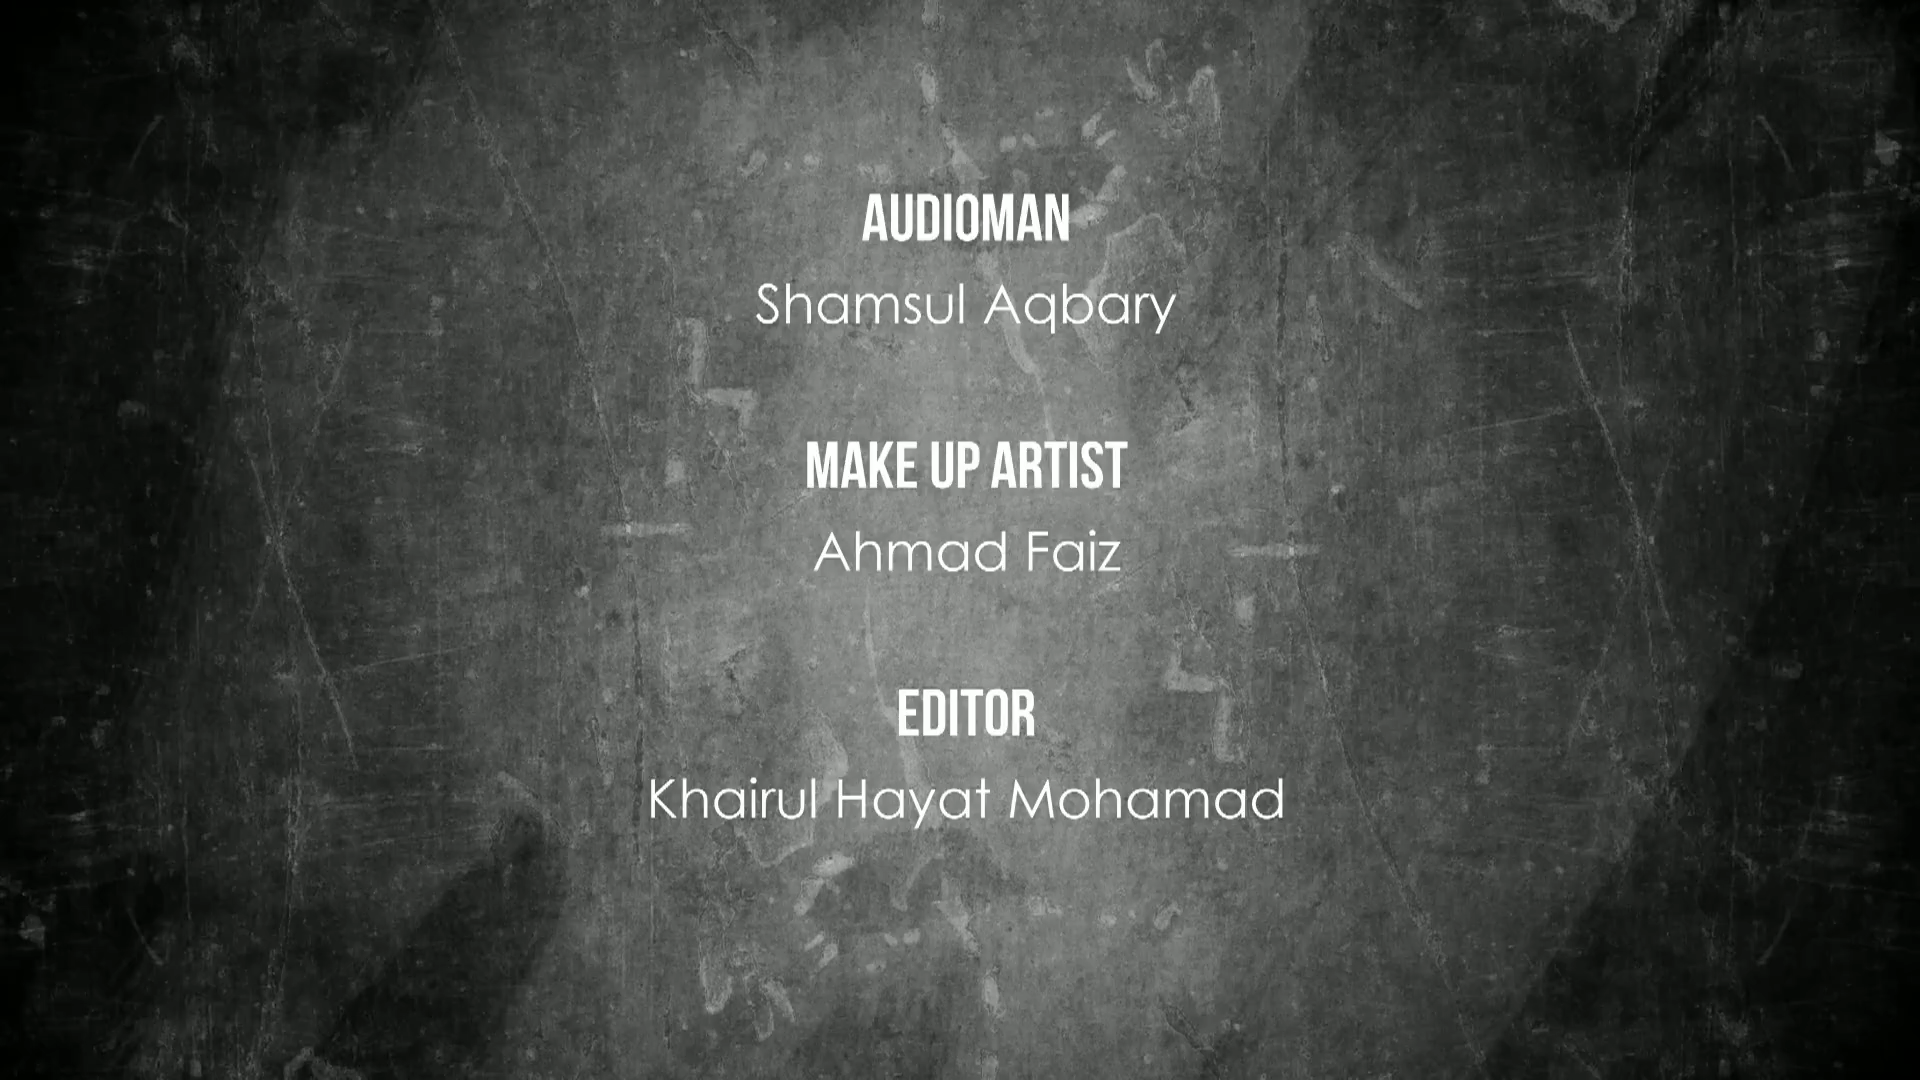 AUDIOMAN
Shamsul Aqbary
MAKE UP ARTIST
Ahmad Faiz
EDITOR
Khairul Hayat Mohamad